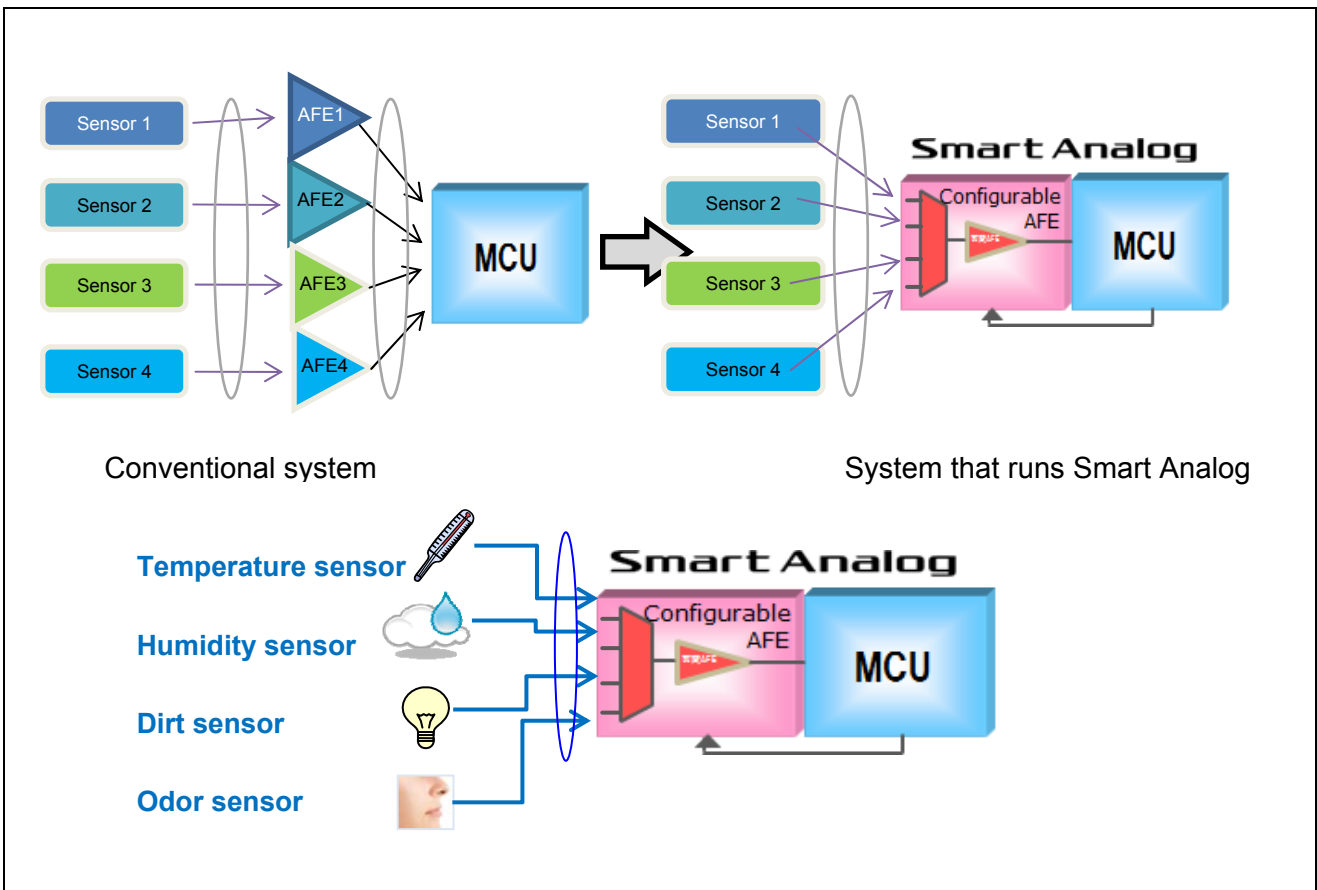 Sensor 1
Sensor 2
Sensor 3
Sensor 4
AFE1
AFE2
AFE3
AFE4
MCU
Sensor 1
Sensor 2
Sensor 3
Sensor 4
Smart Analog
Configurable
AFE
MCU
Conventional system
System that runs Smart Analog
Temperature sensor
Humidity sensor
Dirt sensor
Odor sensor
Smart Analog
Configurable
AFE
MCU